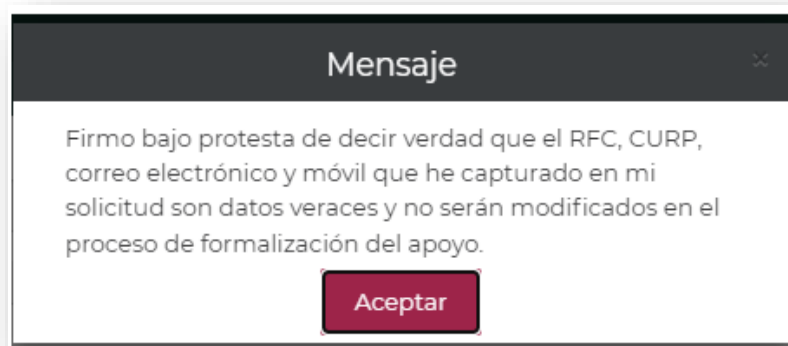 Mensaje
Firmo bajo protesta de decir verdad que el RFC, CURP,
correo electrónico y móvil que he capturado en mi
solicitud son datos veraces y no serán modificados en el
proceso de formalización del apoyo.
Aceptar